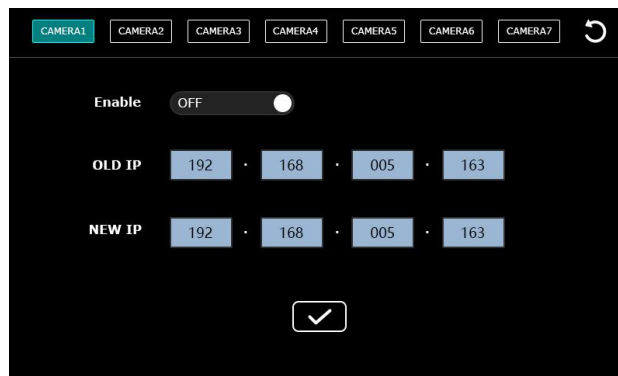 CAMERA1 CAMERA2 CAMERA3 CAMERA4 CAMERA5 CAMERA6 CAMERA7
Enable OFF
OLD IP 192 . 168 . 005 . 163
NEW IP 192 . 168 . 005 . 163